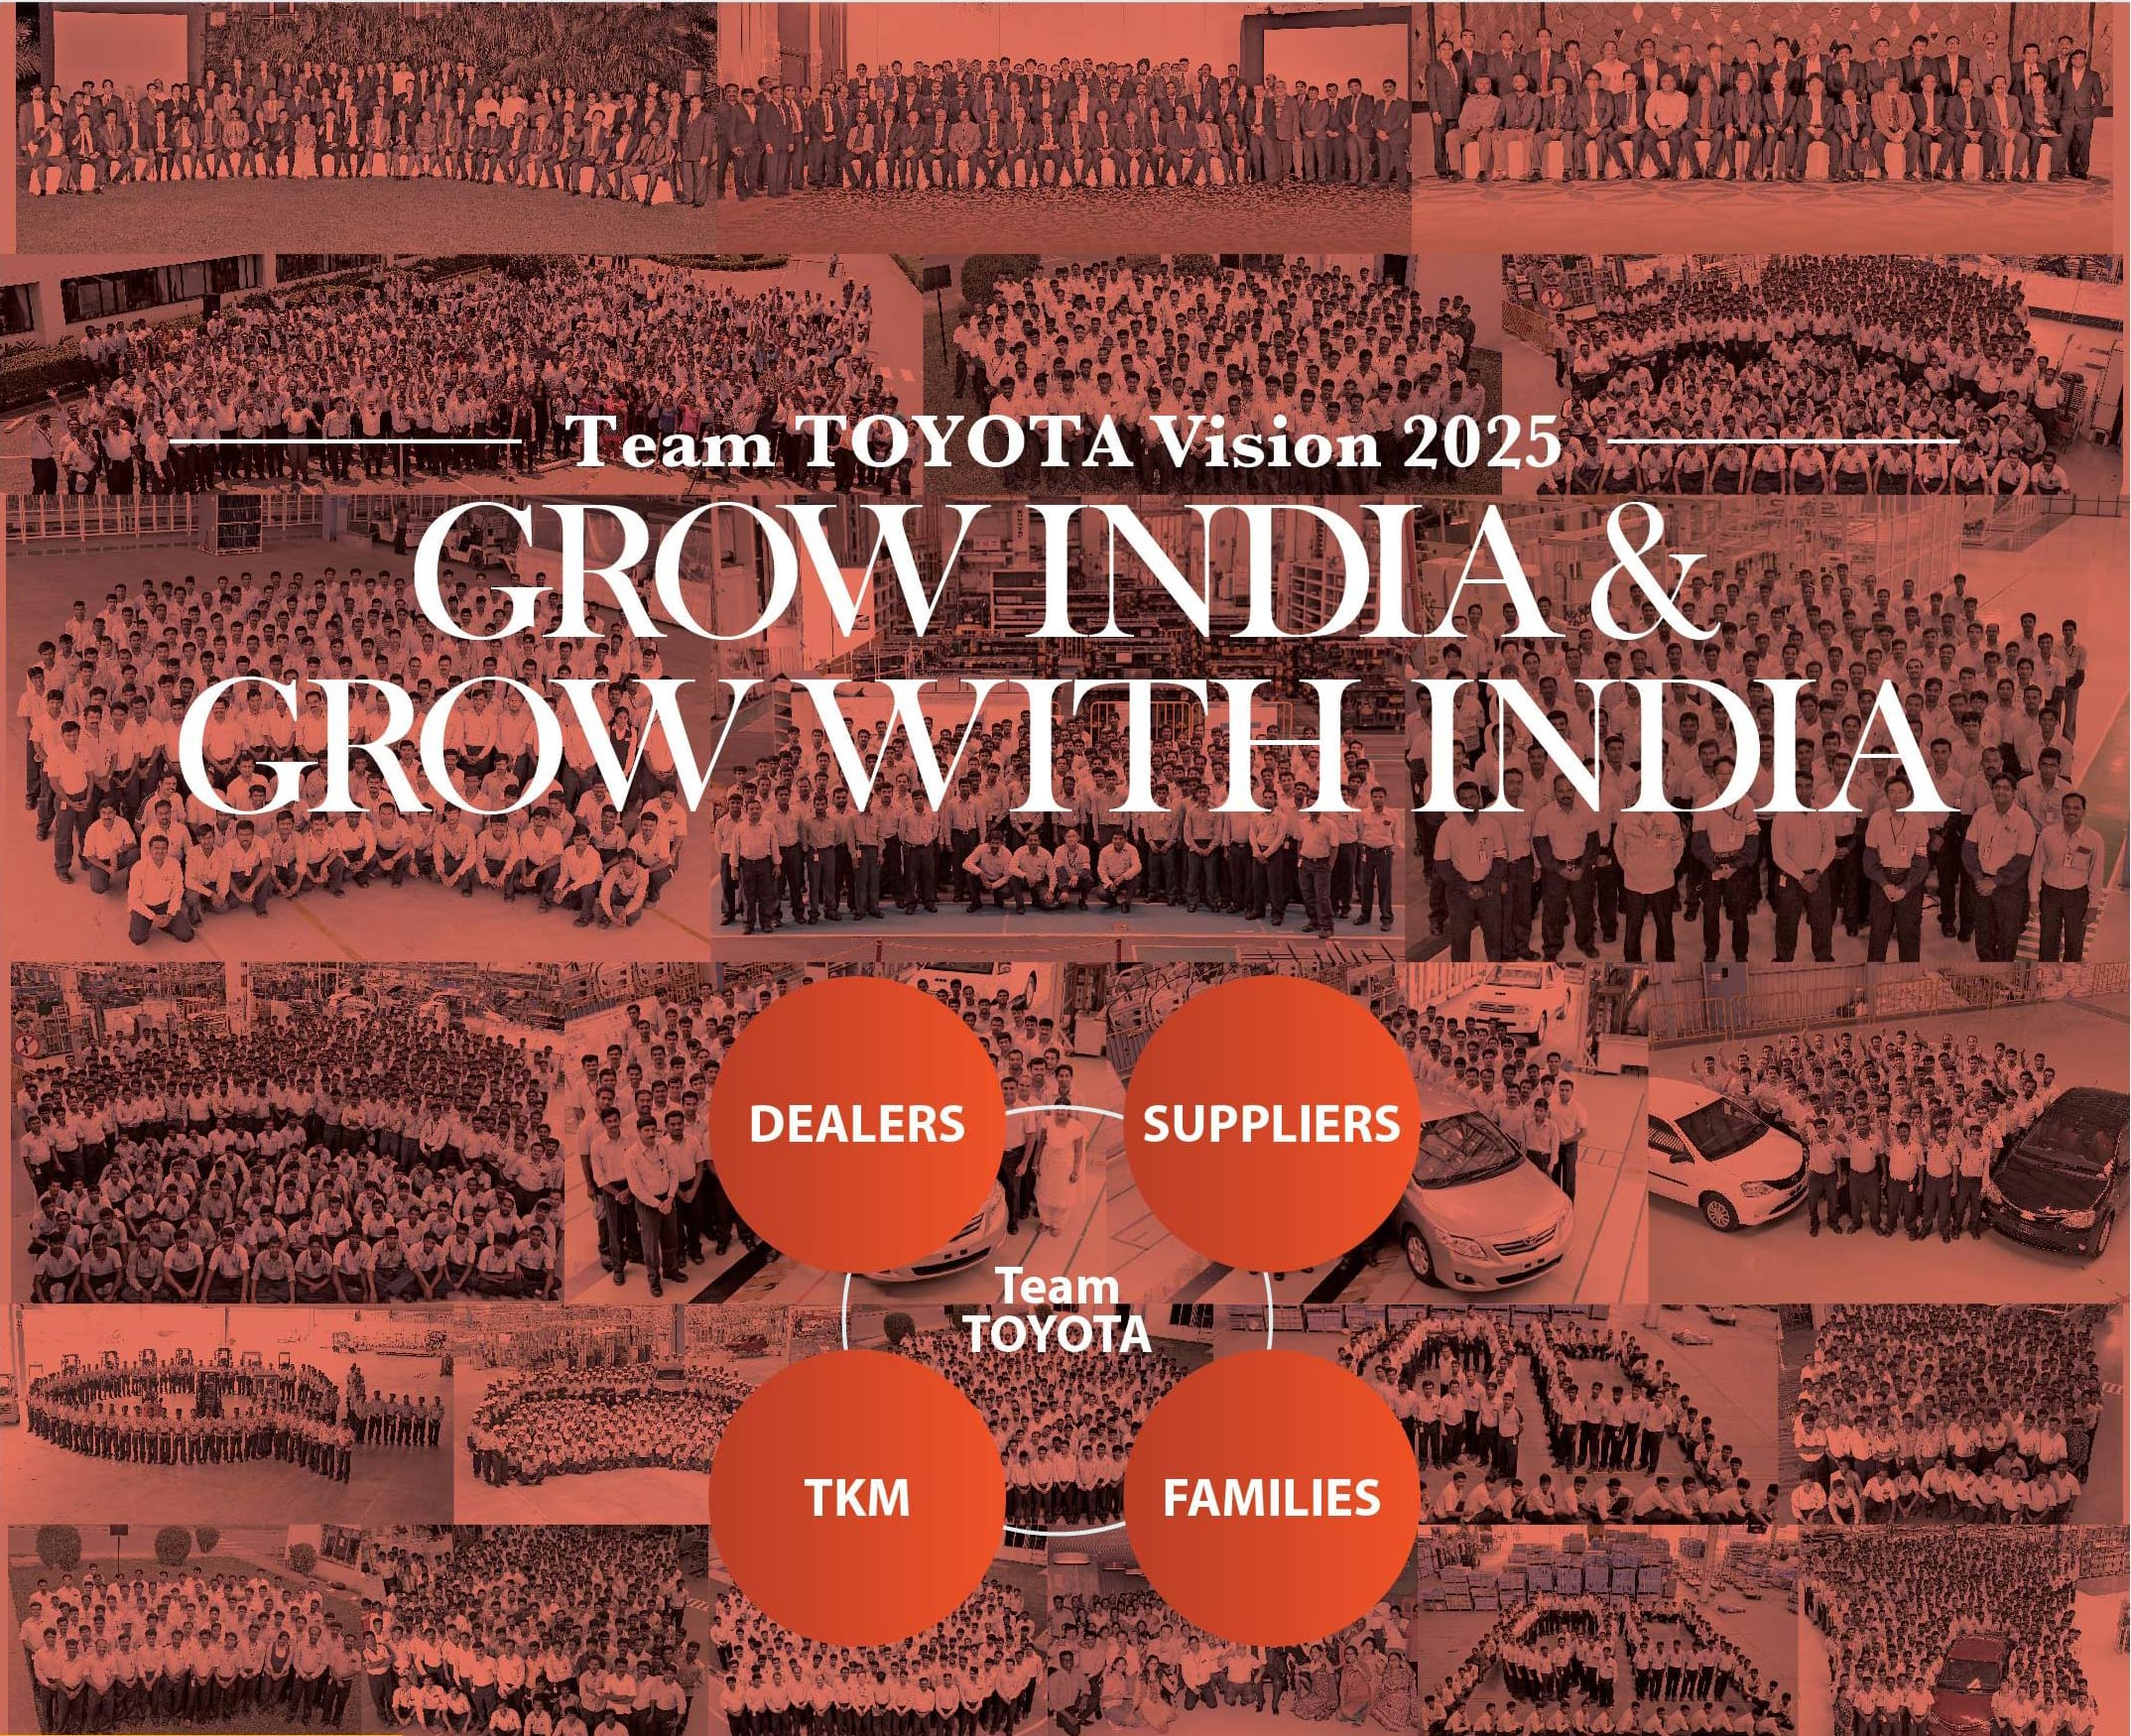 Team TOYOTA Vision 2025
GROW INDIA &
GROW WITH INDIA
DEALERS
SUPPLIERS
Team
TOYOTA
TKM
FAMILIES